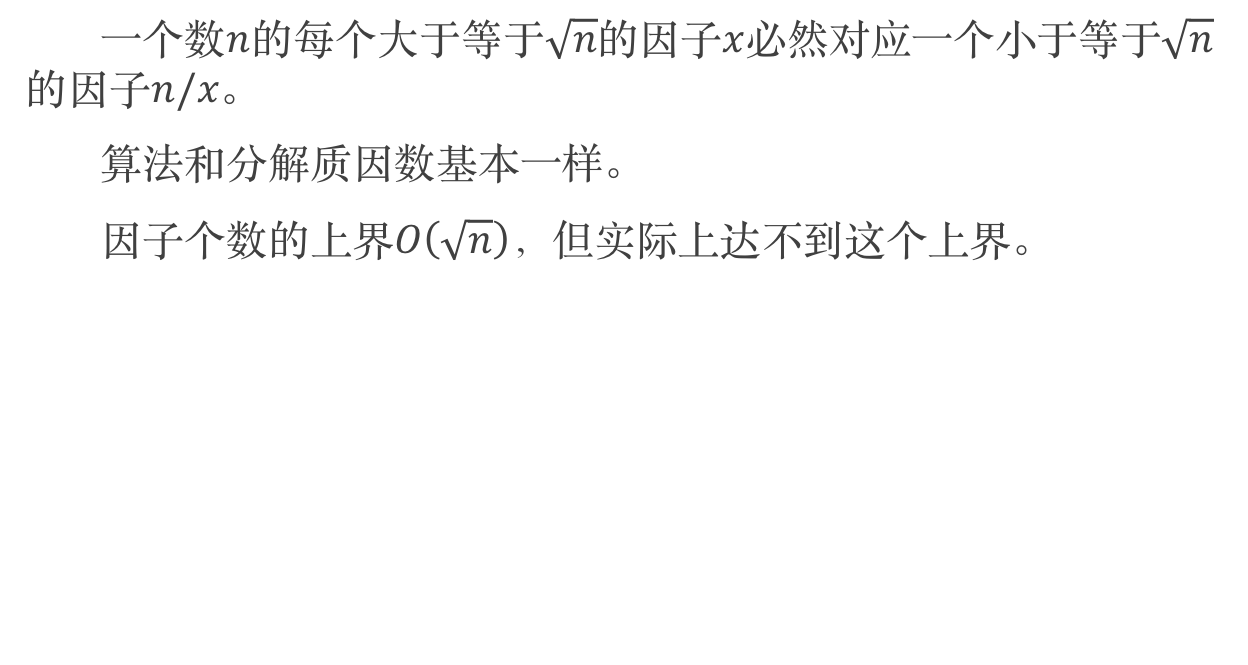 一个数n的每个大于等于√n的因子x必然对应一个小于等于√n
的因子n/x。
算法和分解质因数基本一样。
因子个数的上界O(√n)，但实际上达不到这个上界。